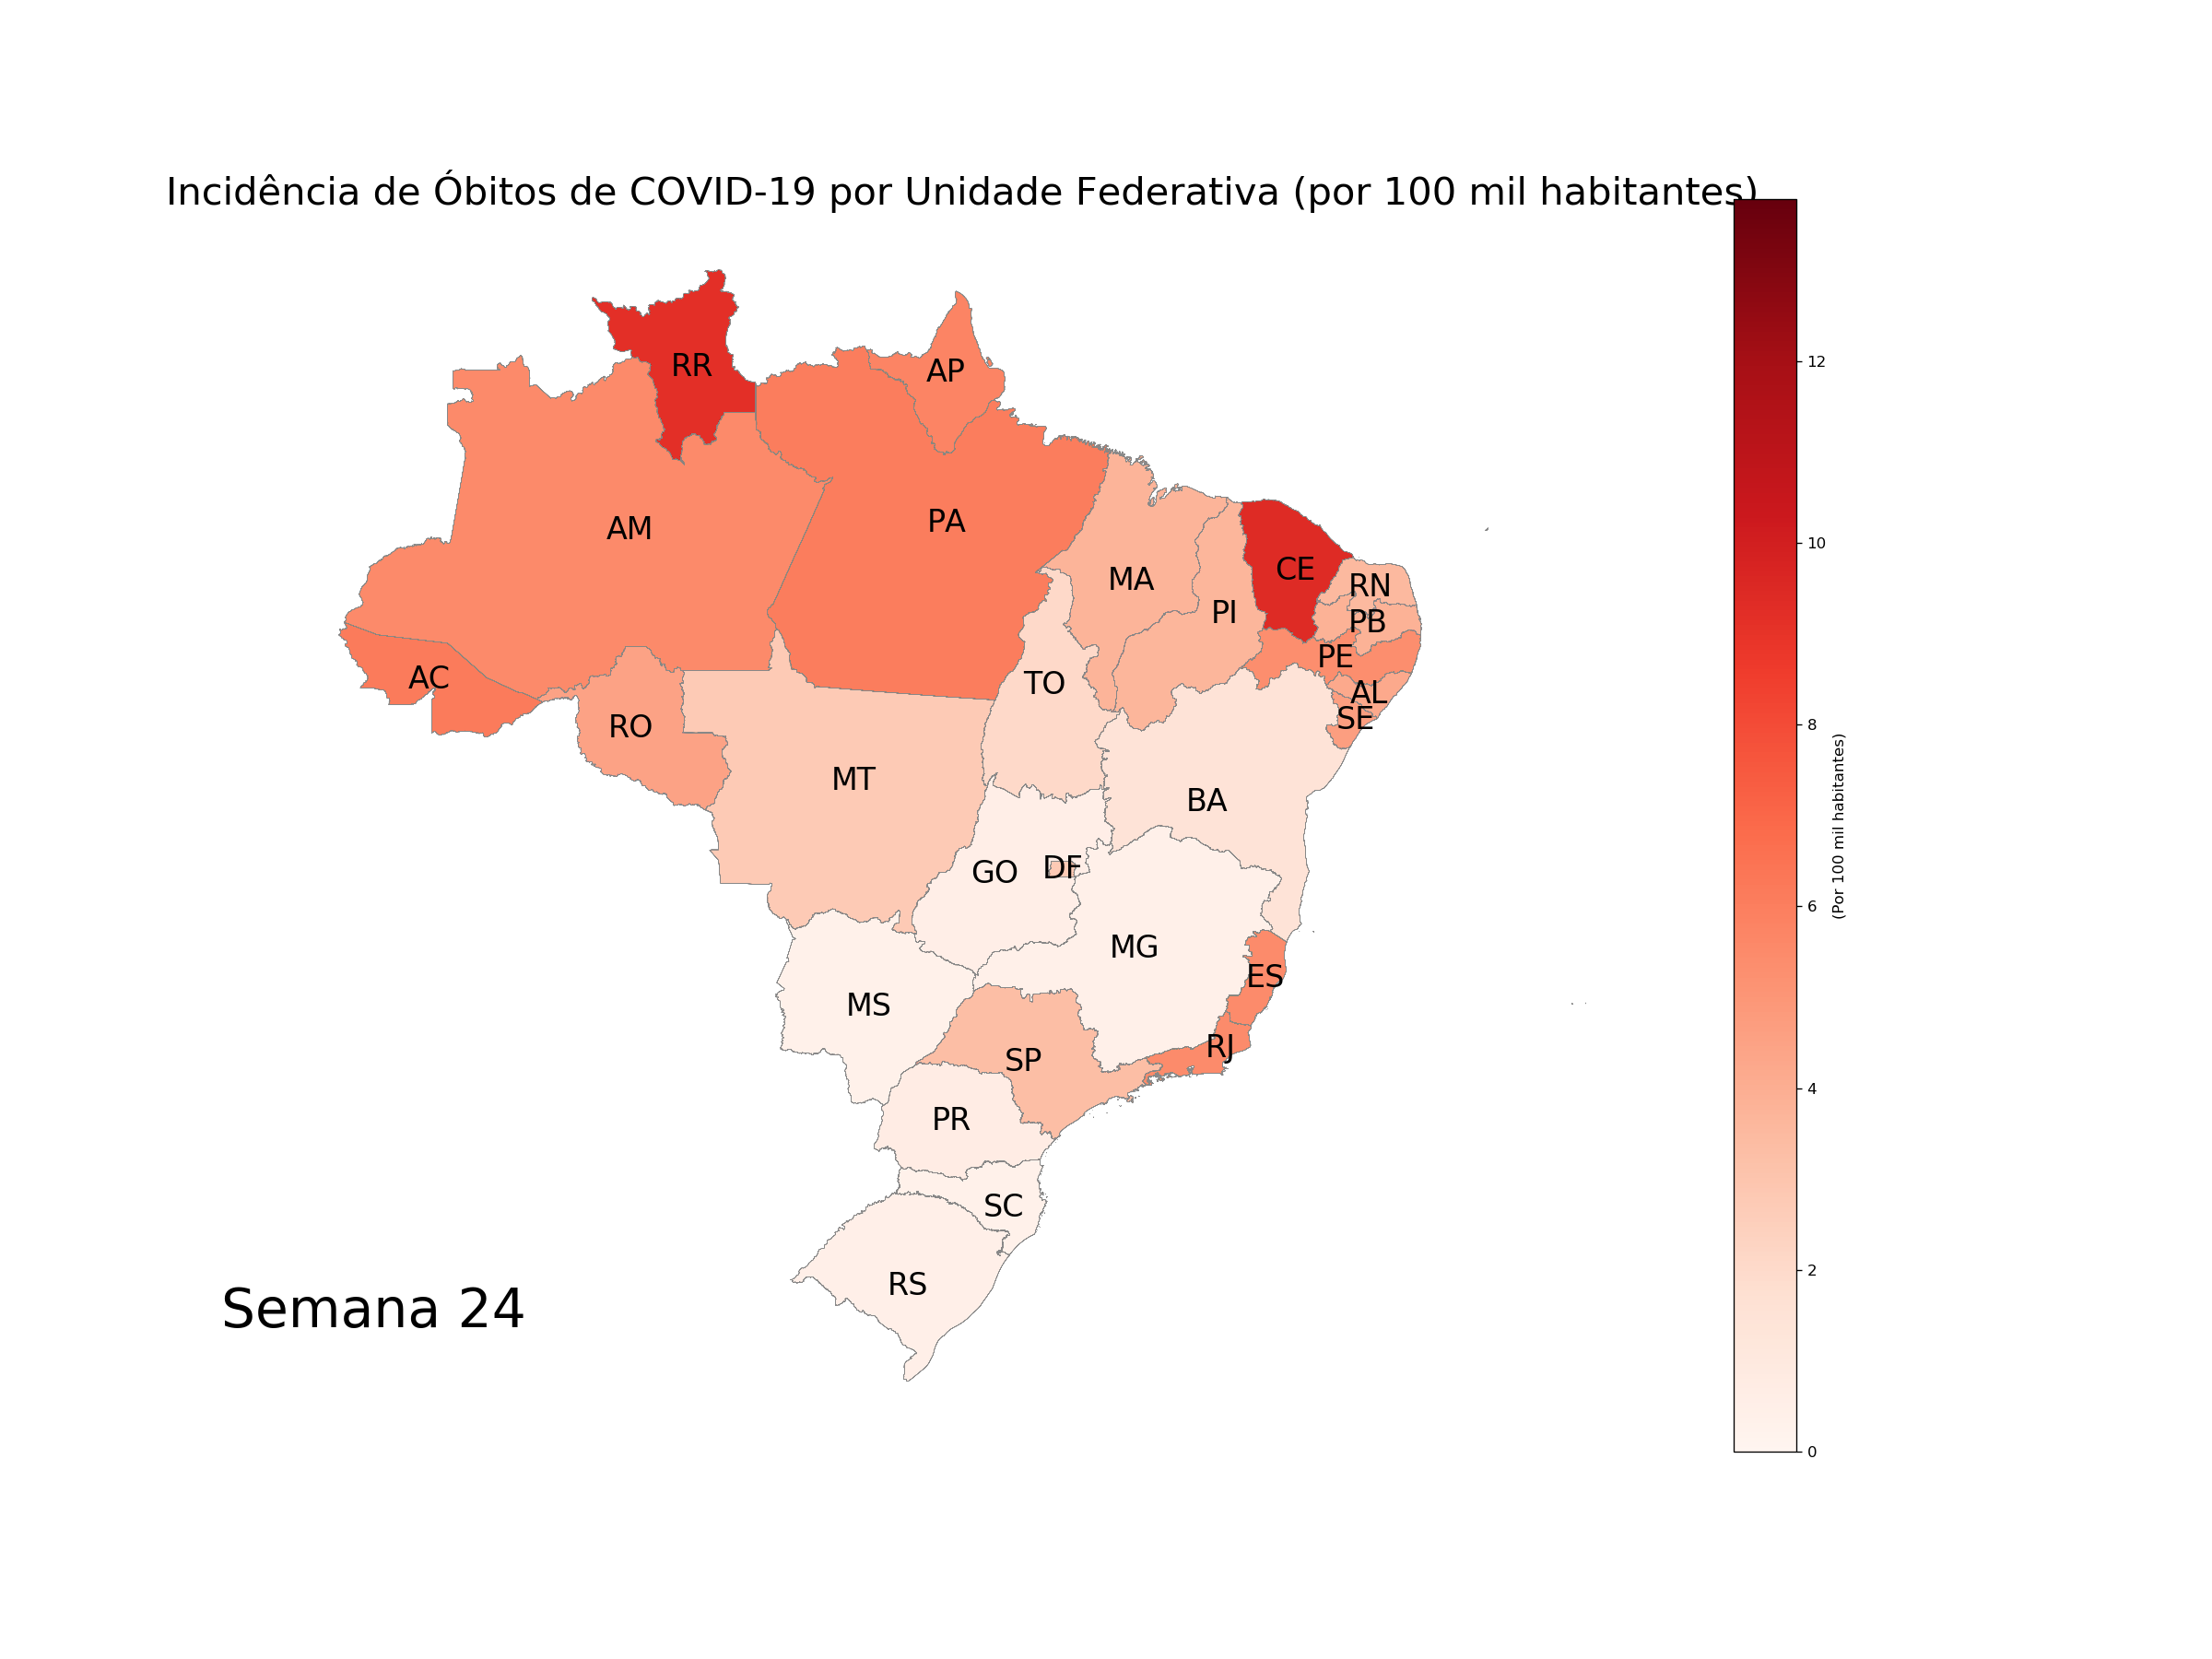 Incidência de Óbitos de COVID-19 por Unidade Federativa (por 100 mil habitantes)
RR
AP
12
AM
PA
10
CE
MA
RN
PI
PB
PE
AC
TO
AL
SE
RO
8
MT
BA
(Por 100 mil habitantes)
GO
DF
6
MG
ES
MS
RJ
SP
4
PR
SC
2
RS
Semana 24
0